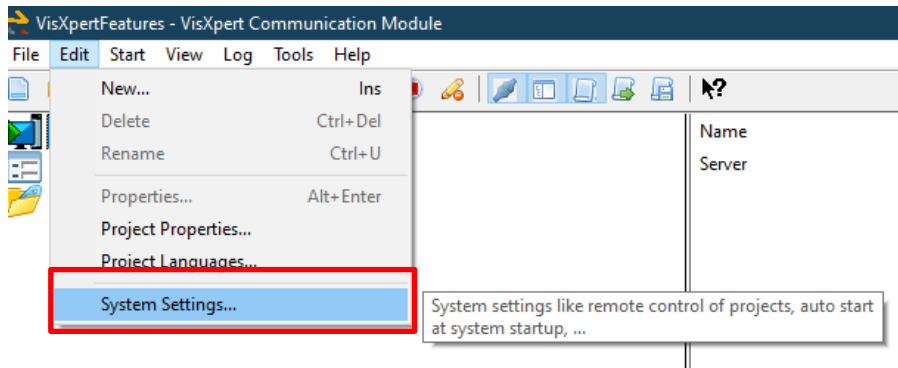 VisXpertFeatures - VisXpert Communication Module
File Edit Start View Log Tools Help
New... Ins
Delete Ctrl+Del
Rename Ctrl+U
Properties... Alt+Enter
Project Properties...
Project Languages...
System Settings...
System settings like remote control of projects, auto start
at system startup, ...
Name
Server